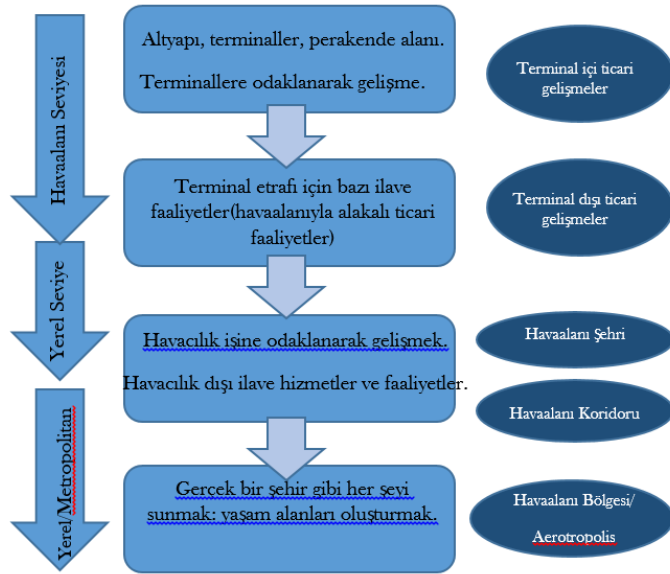 Havaalanı Seviyesi
Altyapı, terminaller, perakende alanı.
Terminallere odaklanarak gelişme.
Terminal içi ticari
gelişmeler
Terminal etrafı için bazı ilave
faaliyetler(havaalanıyla alakalı ticari
faaliyetler)
Terminal dışı ticari
gelişmeler
Yerel Seviye
Havacılık işine odaklanarak gelişmek.
Havacılık dışı ilave hizmetler ve faaliyetler.
Havaalanı Şehri
Havaalanı Koridoru
Yerel/Metropolitan
Gerçek bir şehir gibi her şeyi
sunmak: yaşam alanları oluşturmak.
Havaalanı Bölgesi/
Aerotropolis